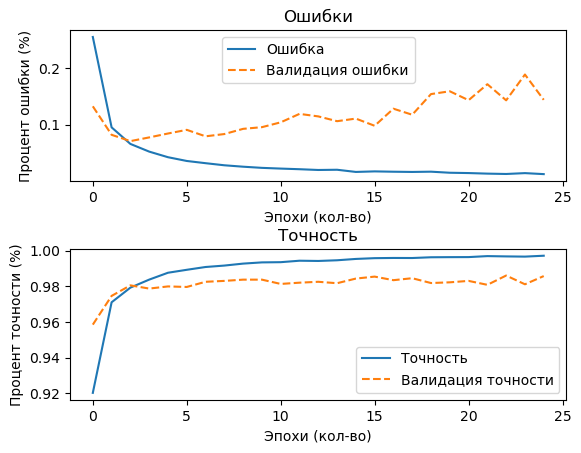 Ошибки
Процент ошибки (%)
0.2
0.1
Ошибка
Валидация ошибки
0 5 10 15 20 25
Эпохи (кол-во)
Точность
Процент точности (%)
1.00
0.98
0.96
0.94
0.92
Точность
Валидация точности
0 5 10 15 20 25
Эпохи (кол-во)